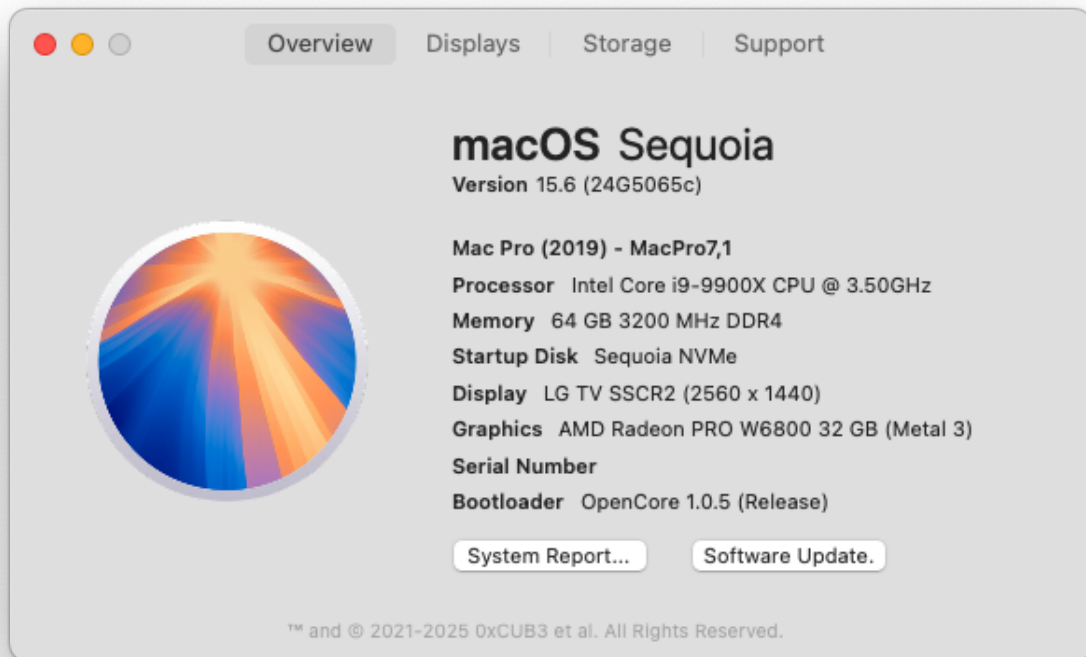 Overview Displays Storage Support
macOS Sequoia
Version 15.6 (24G5065c)
Mac Pro (2019) - MacPro7,1
Processor Intel Core i9-9900X CPU @ 3.50GHz
Memory 64 GB 3200 MHz DDR4
Startup Disk Sequoia NVMe
Display LG TV SSCR2 (2560 x 1440)
Graphics AMD Radeon PRO W6800 32 GB (Metal 3)
Serial Number
Bootloader OpenCore 1.0.5 (Release)
System Report... Software Update.
™ and © 2021-2025 0xCUB3 et al. All Rights Reserved.